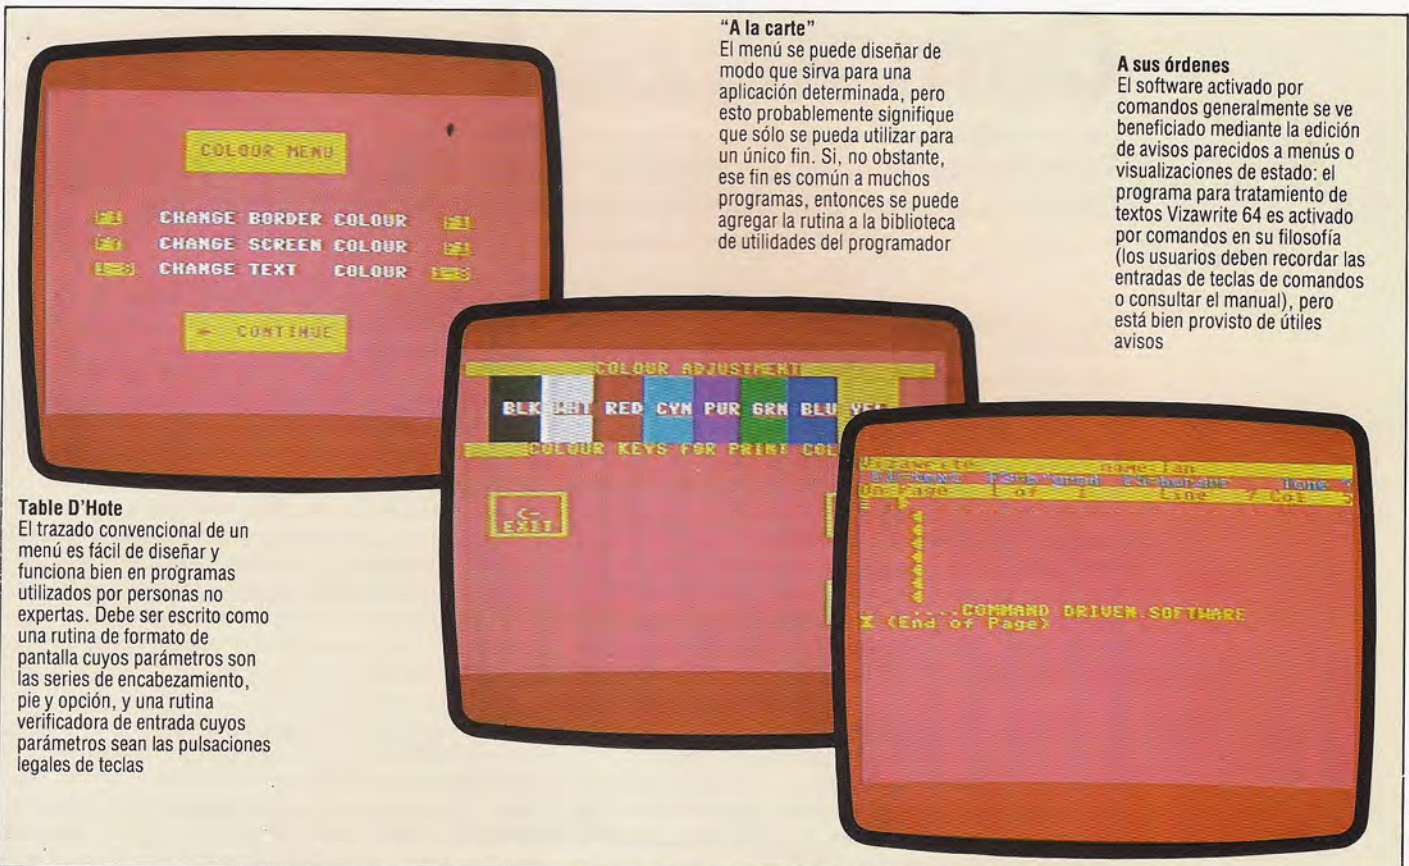 "A la carte"
El menú se puede diseñar de
modo que sirva para una
aplicación determinada, pero
esto probablemente signifique
que sólo se pueda utilizar para
un único fin. Si, no obstante,
ese fin es común a muchos
programas, entonces se puede
agregar la rutina a la biblioteca
de utilidades del programador
A sus órdenes
El software activado por
comandos generalmente se ve
beneficiado mediante la edición
de avisos parecidos a menús o
visualizaciones de estado: el
programa para tratamiento de
textos Vizawrite 64 es activado
por comandos en su filosofía
(los usuarios deben recordar las
entradas de teclas de comandos
o consultar el manual), pero
está bien provisto de útiles
avisos
COLOUR MENU
CHANGE BORDER COLOUR
CHANGE SCREEN COLOUR
CHANGE TEXT COLOUR
CONTINUE
COLOUR ADJUSTMENT
BLK WHT RED CYN PUR GRN BLU
COLOUR KEYS FOR PRINT COL
<-
EXIT
Vizawrite name:Ian
Page 1 of 1 Line 7 Col 5
....COMMAND DRIVEN.SOFTWARE
(End of Page)
Table D'Hote
El trazado convencional de un
menú es fácil de diseñar y
funciona bien en programas
utilizados por personas no
expertas. Debe ser escrito como
una rutina de formato de
pantalla cuyos parámetros son
las series de encabezamiento,
pie y opción, y una rutina
verificadora de entrada cuyos
parámetros sean las pulsaciones
legales de teclas